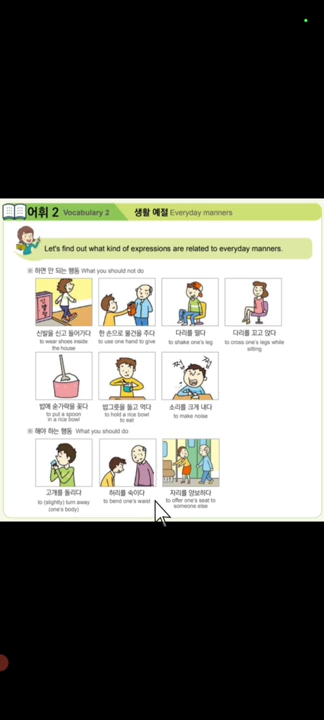 어휘 2 Vocabulary 2 생활 예절 Everyday manners
Let's find out what kind of expressions are related to everyday manners.
※ 하면 안 되는 행동 What you should not do
신발장
신발을 신고 들어가다 한 손으로 물건을 주다 다리를 떨다 다리를 꼬고 앉다
to wear shoes inside the house to use one hand to give to shake one's leg to cross one's legs while sitting
쩝 쩝
밥에 숟가락을 꽂다 밥그릇을 들고 먹다 소리를 크게 내다
to put a spoon in a rice bowl to hold a rice bowl to eat to make noise
※ 해야 하는 행동 What you should do
고개를 돌리다 허리를 숙이다 자리를 양보하다
to (slightly) turn away (one's body) to bend one's waist to offer one's seat to someone else